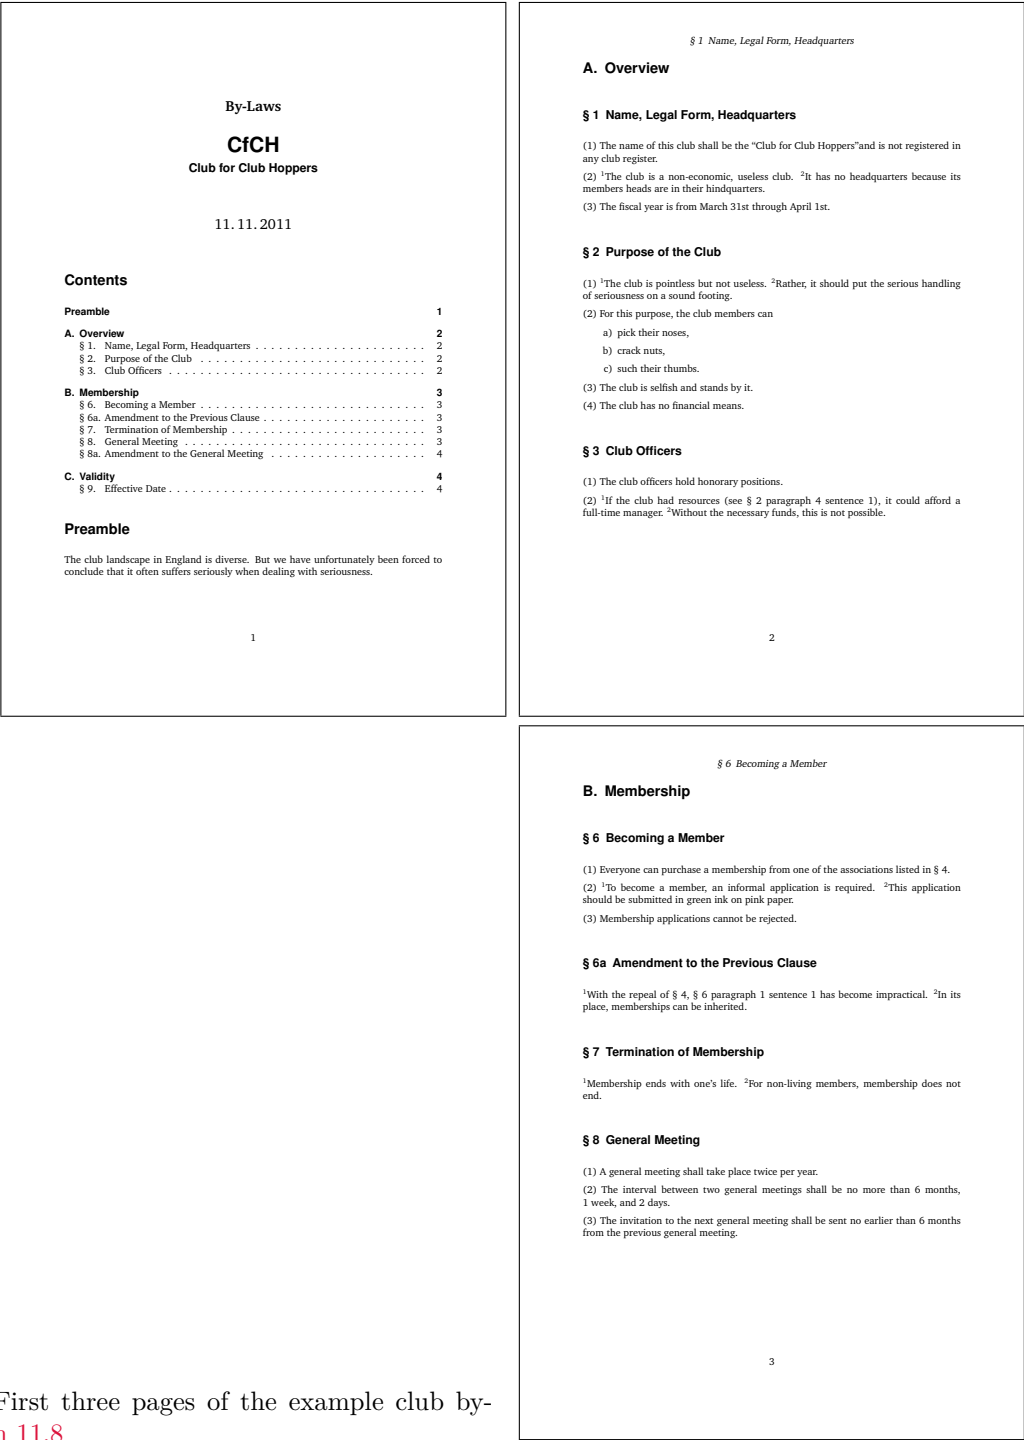 By-Laws
CfCH
Club for Club Hoppers
11. 11. 2011
Contents
Preamble 1
A. Overview 2
§ 1. Name, Legal Form, Headquarters . . . . . . . . . . . . . . . . . . . . . . 2
§ 2. Purpose of the Club . . . . . . . . . . . . . . . . . . . . . . . . . . . . . 2
§ 3. Club Officers . . . . . . . . . . . . . . . . . . . . . . . . . . . . . . . . . 2
B. Membership 3
§ 6. Becoming a Member . . . . . . . . . . . . . . . . . . . . . . . . . . . . . 3
§ 6a. Amendment to the Previous Clause . . . . . . . . . . . . . . . . . . . . . 3
§ 7. Termination of Membership . . . . . . . . . . . . . . . . . . . . . . . . . 3
§ 8. General Meeting . . . . . . . . . . . . . . . . . . . . . . . . . . . . . . . 3
§ 8a. Amendment to the General Meeting . . . . . . . . . . . . . . . . . . . . 4
C. Validity 4
§ 9. Effective Date . . . . . . . . . . . . . . . . . . . . . . . . . . . . . . . . . 4
Preamble
The club landscape in England is diverse. But we have unfortunately been forced to
conclude that it often suffers seriously when dealing with seriousness.
1
§ 1 Name, Legal Form, Headquarters
A. Overview
§ 1 Name, Legal Form, Headquarters
(1) The name of this club shall be the “Club for Club Hoppers”and is not registered in
any club register.
(2) ¹The club is a non-economic, useless club. ²It has no headquarters because its
members heads are in their hindquarters.
(3) The fiscal year is from March 31st through April 1st.
§ 2 Purpose of the Club
(1) ¹The club is pointless but not useless. ²Rather, it should put the serious handling
of seriousness on a sound footing.
(2) For this purpose, the club members can
a) pick their noses,
b) crack nuts,
c) such their thumbs.
(3) The club is selfish and stands by it.
(4) The club has no financial means.
§ 3 Club Officers
(1) The club officers hold honorary positions.
(2) ¹If the club had resources (see § 2 paragraph 4 sentence 1), it could afford a
full-time manager. ²Without the necessary funds, this is not possible.
2
§ 6 Becoming a Member
B. Membership
§ 6 Becoming a Member
(1) Everyone can purchase a membership from one of the associations listed in § 4.
(2) ¹To become a member, an informal application is required. ²This application
should be submitted in green ink on pink paper.
(3) Membership applications cannot be rejected.
§ 6a Amendment to the Previous Clause
¹With the repeal of § 4, § 6 paragraph 1 sentence 1 has become impractical. ²In its
place, memberships can be inherited.
§ 7 Termination of Membership
¹Membership ends with one’s life. ²For non-living members, membership does not
end.
§ 8 General Meeting
(1) A general meeting shall take place twice per year.
(2) The interval between two general meetings shall be no more than 6 months,
1 week, and 2 days.
(3) The invitation to the next general meeting shall be sent no earlier than 6 months
from the previous general meeting.
3
First three pages of the example club by-
11.8